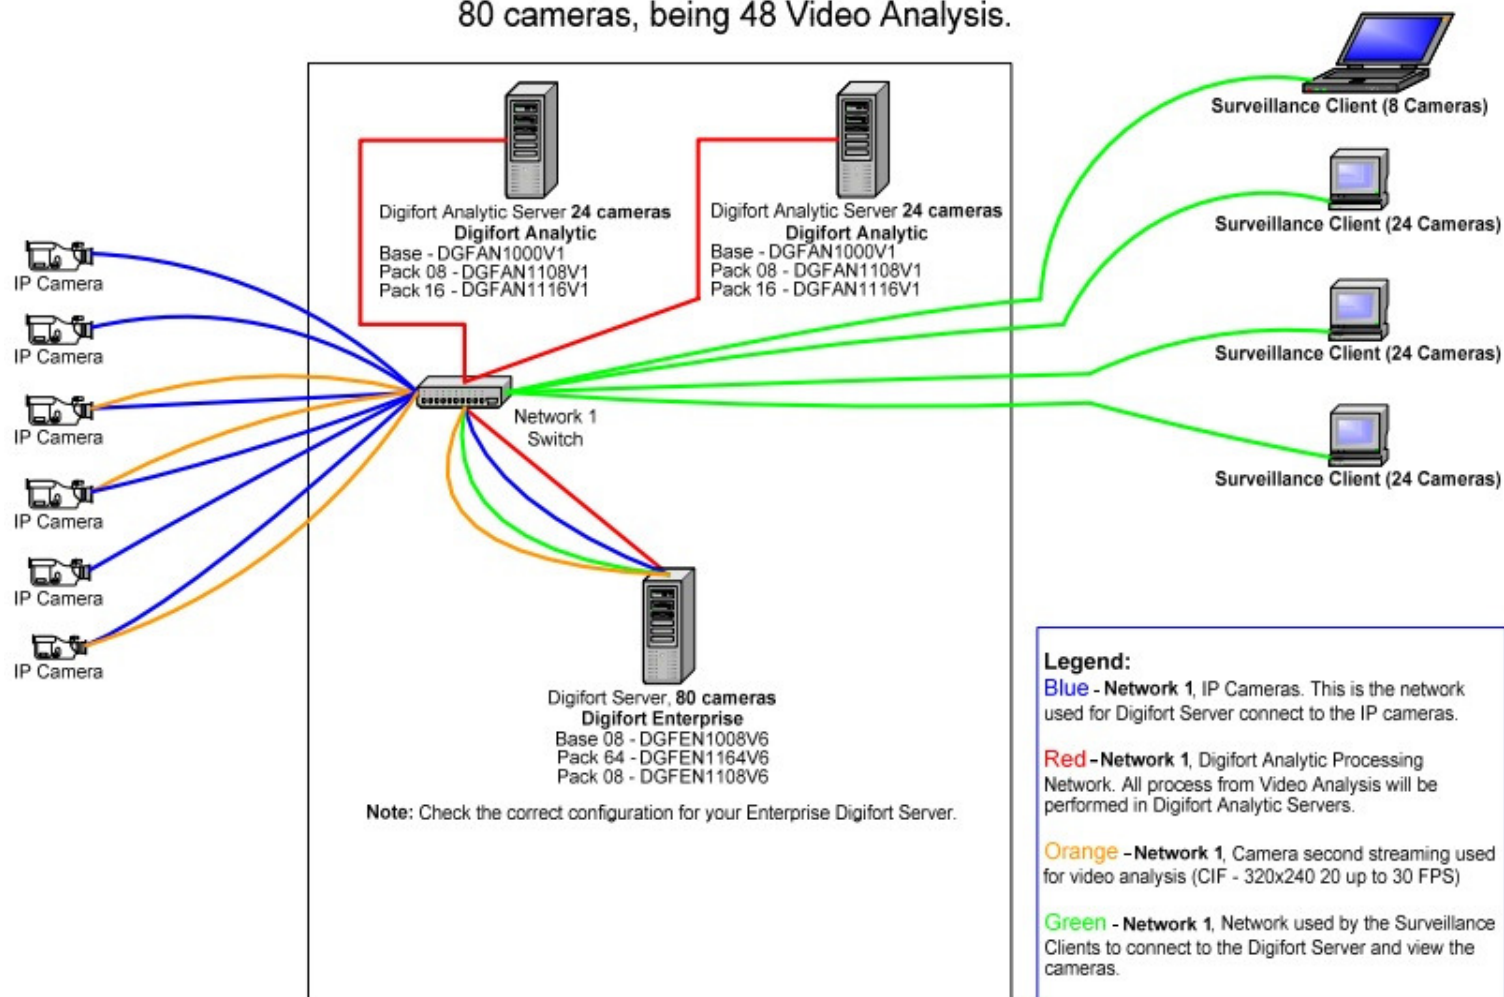 80 cameras, being 48 Video Analysis.
Surveillance Client (8 Cameras)
Digifort Analytic Server 24 cameras
Digifort Analytic
Base - DGFAN1000V1
Pack 08 - DGFAN1108V1
Pack 16 - DGFAN1116V1
Digifort Analytic Server 24 cameras
Digifort Analytic
Base - DGFAN1000V1
Pack 08 - DGFAN1108V1
Pack 16 - DGFAN1116V1
Surveillance Client (24 Cameras)
IP Camera
IP Camera
Surveillance Client (24 Cameras)
Network 1
Switch
IP Camera
Surveillance Client (24 Cameras)
IP Camera
IP Camera
IP Camera
Digifort Server, 80 cameras
Digifort Enterprise
Base 08 - DGFEN1008V6
Pack 64 - DGFEN1164V6
Pack 08 - DGFEN1108V6
Note: Check the correct configuration for your Enterprise Digifort Server.
Legend:
Blue - Network 1, IP Cameras. This is the network
used for Digifort Server connect to the IP cameras.
Red - Network 1, Digifort Analytic Processing
Network. All process from Video Analysis will be
performed in Digifort Analytic Servers.
Orange - Network 1, Camera second streaming used
for video analysis (CIF - 320x240 20 up to 30 FPS)
Green - Network 1, Network used by the Surveillance
Clients to connect to the Digifort Server and view the
cameras.